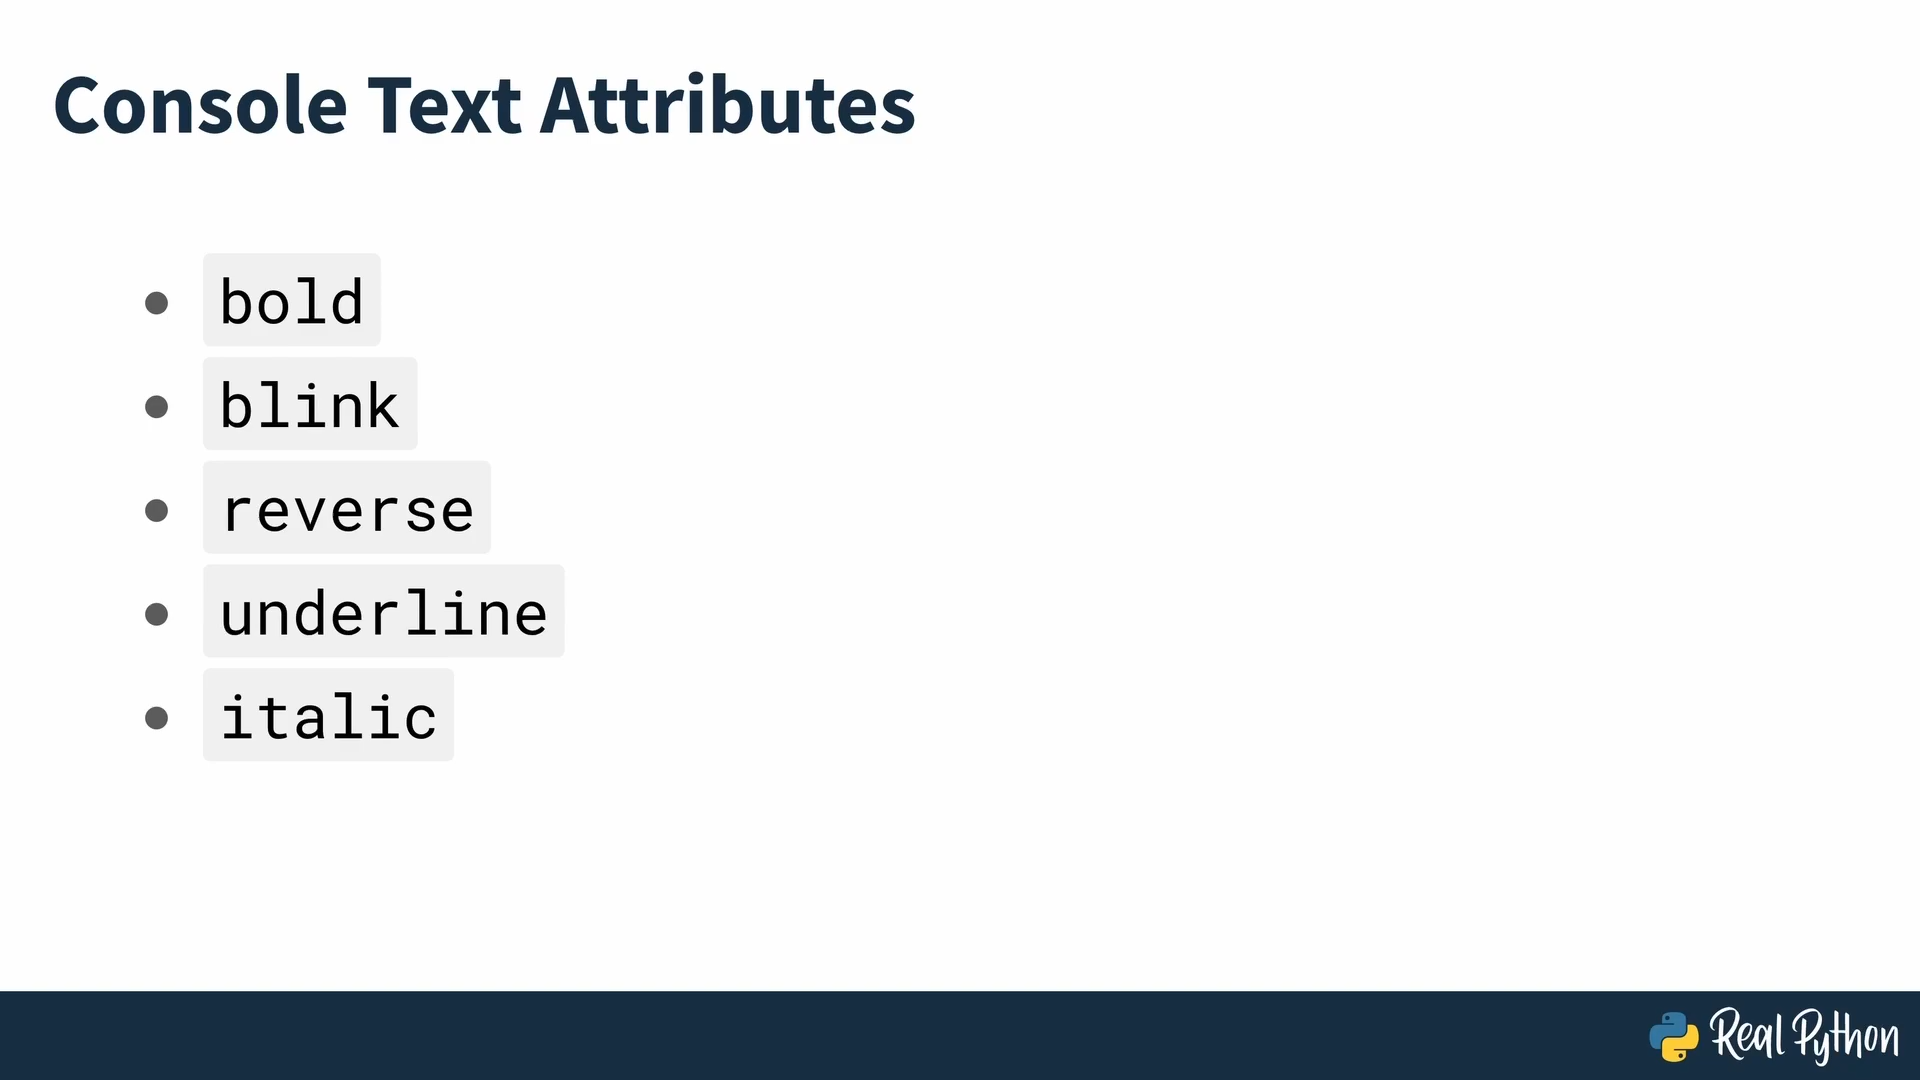 Console Text Attributes
bold
blink
reverse
underline
italic
Real Python